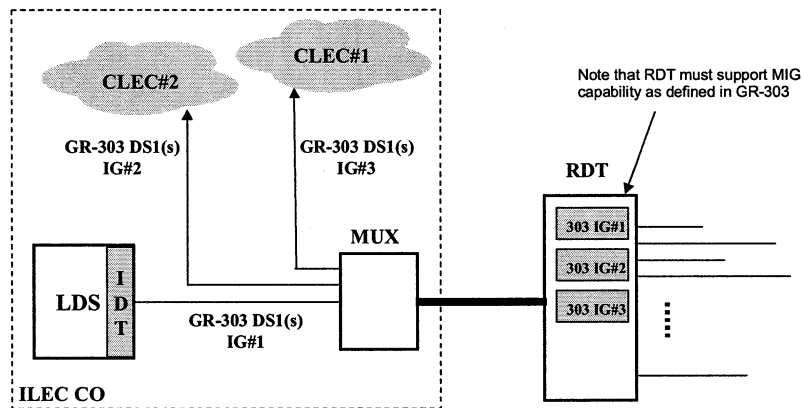 CLEC#2
CLEC#1
Note that RDT must support MIG
capability as defined in GR-303
GR-303 DS1(s)
IG#2
GR-303 DS1(s)
IG#3
RDT
MUX
303 IG#1
303 IG#2
303 IG#3
LDS
I
D
T
GR-303 DS1(s)
IG#1
ILEC CO